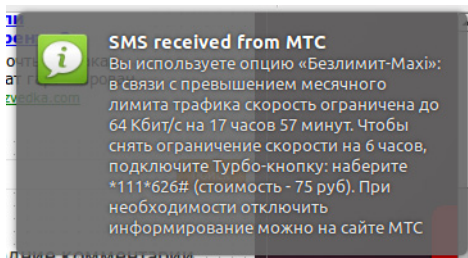 SMS received from МТС
Вы используете опцию «Безлимит-Maxi»:
в связи с превышением месячного
лимита трафика скорость ограничена до
64 Кбит/с на 17 часов 57 минут. Чтобы
снять ограничение скорости на 6 часов,
подключите Турбо-кнопку: наберите
*111*626# (стоимость - 75 руб). При
необходимости отключить
информирование можно на сайте МТС